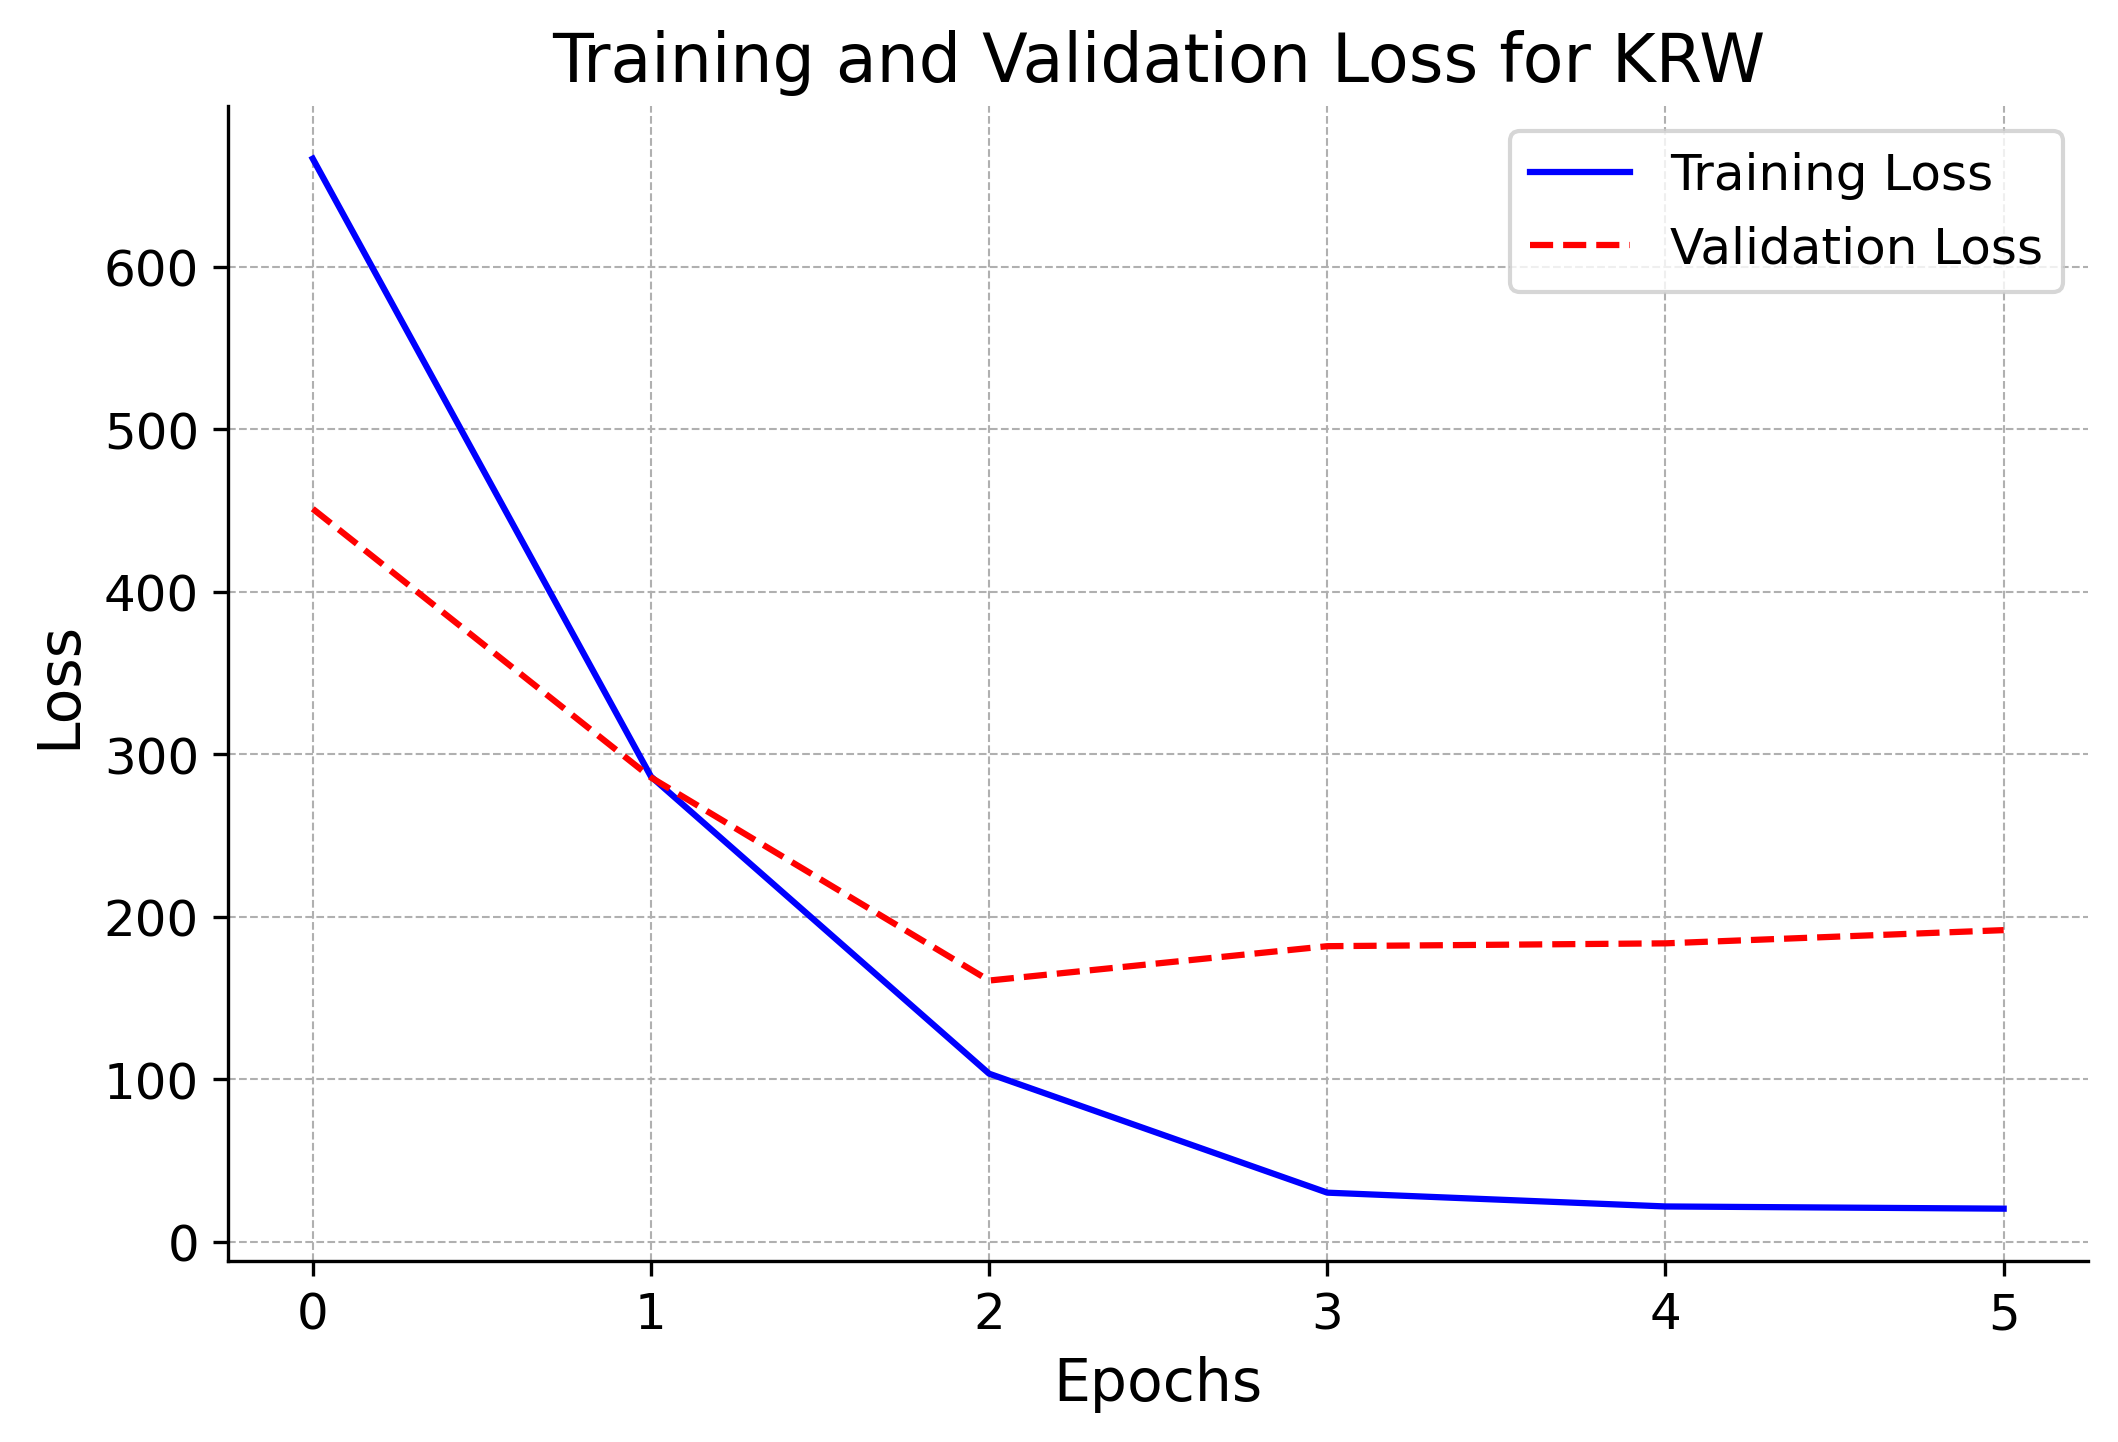 Training and Validation Loss for KRW
Training Loss
Validation Loss
600
500
400
300
200
100
0
Loss
0 1 2 3 4 5
Epochs